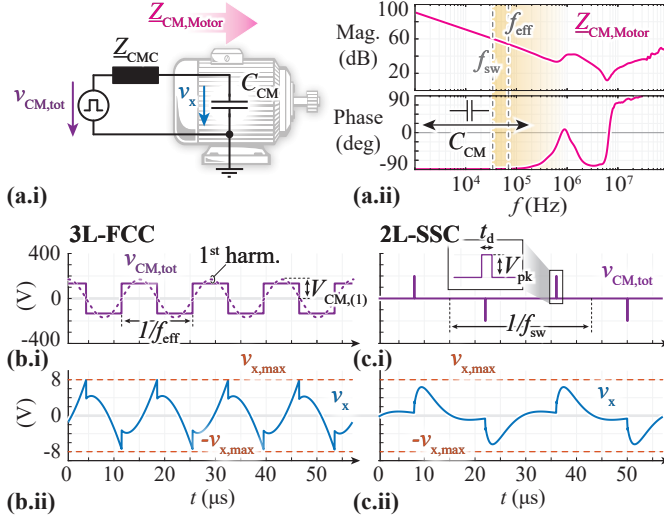 Z_CM,Motor
Z_CMC
v_CM,tot
v_x
C_CM
(a.i)
Mag.
(dB)
100
60
20
f_sw
f_eff
Z_CM,Motor
Phase
(deg)
90
0
-90
C_CM
10^4
10^5
10^6
10^7
f (Hz)
(a.ii)
3L-FCC
v_CM,tot
1st harm.
V_CM,(1)
400
0
-400
(V)
1/f_eff
(b.i)
2L-SSC
t_d
V_pk
v_CM,tot
1/f_sw
(c.i)
v_x,max
8
0
-8
(V)
v_x
-v_x,max
0
10
20
30
40
50
t (µs)
(b.ii)
v_x,max
v_x
-v_x,max
0
10
20
30
40
50
t (µs)
(c.ii)